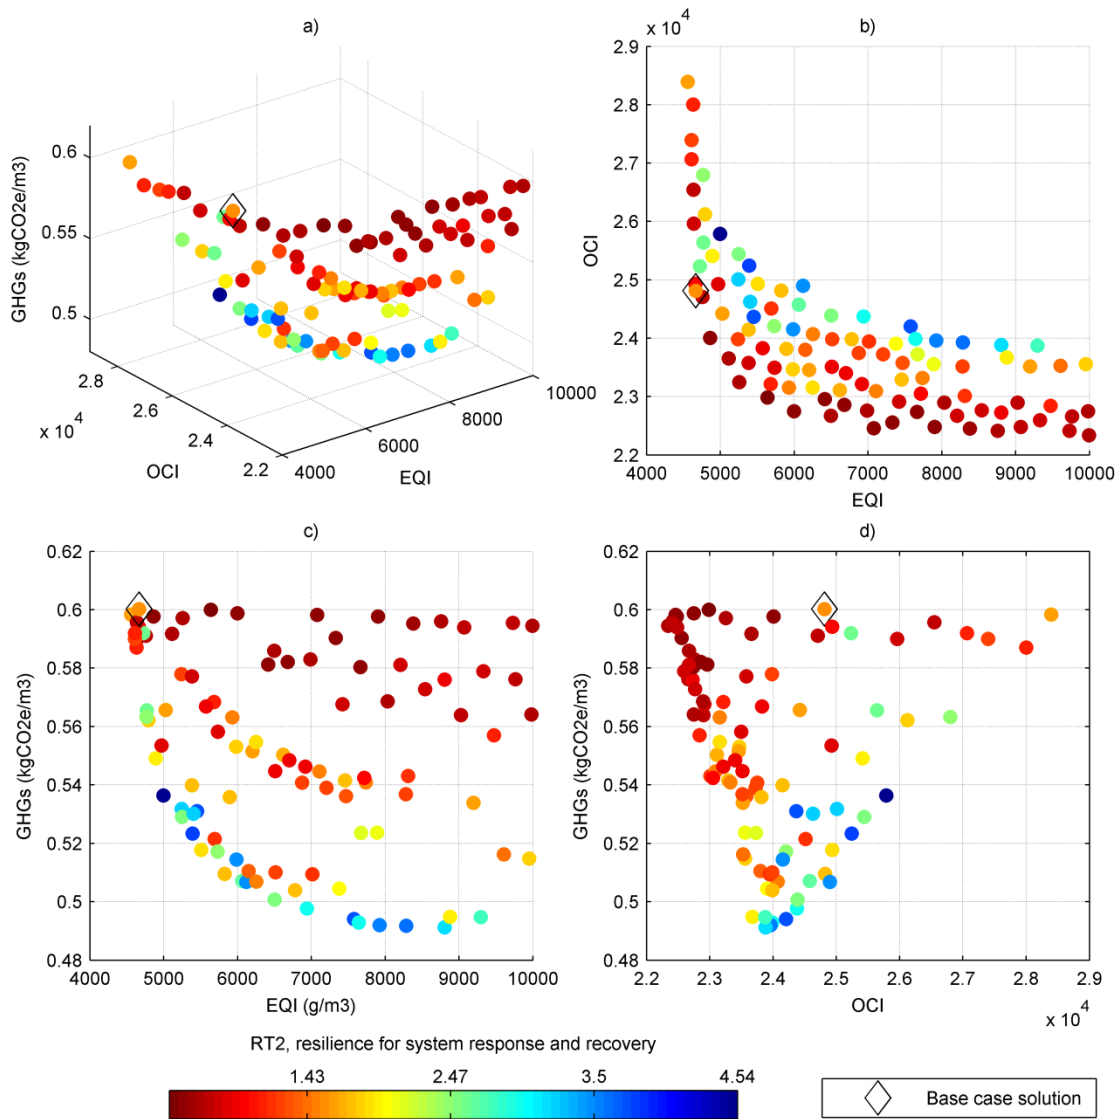 a)
GHGs (kgCO2e/m3)
0.6
0.55
0.5
2.8
2.6
2.4
2.2
x 10 4
OCI
4000
6000
8000
10000
EQI
b)
x 10 4
OCI
2.9
2.8
2.7
2.6
2.5
2.4
2.3
2.2
4000 5000 6000 7000 8000 9000 10000
EQI
c)
GHGs (kgCO2e/m3)
0.62
0.6
0.58
0.56
0.54
0.52
0.5
0.48
4000 5000 6000 7000 8000 9000 10000
EQI (g/m3)
d)
GHGs (kgCO2e/m3)
0.62
0.6
0.58
0.56
0.54
0.52
0.5
0.48
2.2 2.3 2.4 2.5 2.6 2.7 2.8 2.9
OCI
x 10 4
RT2, resilience for system response and recovery
1.43 2.47 3.5 4.54
Base case solution